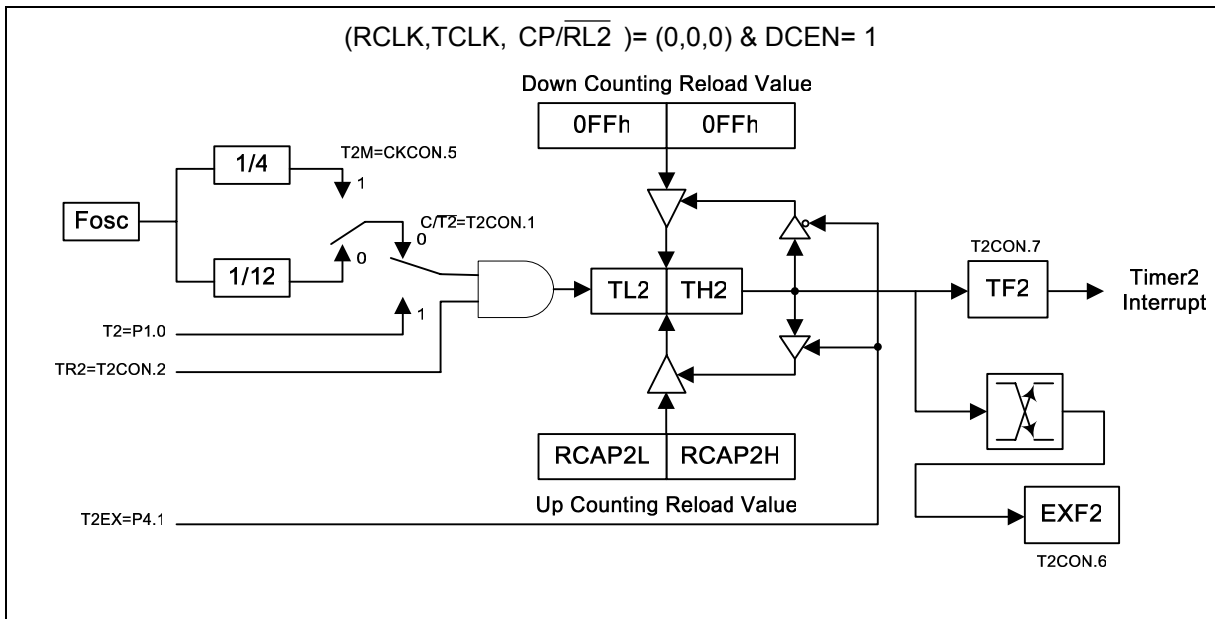 (RCLK,TCLK, CP/RL2 )= (0,0,0) & DCEN= 1
Down Counting Reload Value
0FFh 0FFh
T2M=CKCON.5
1/4
1
Fosc
C/T2=T2CON.1
0
0
1/12
T2CON.7
TL2 TH2
TF2
Timer2
Interrupt
1
T2=P1.0
TR2=T2CON.2
RCAP2L RCAP2H
Up Counting Reload Value
T2EX=P4.1
EXF2
T2CON.6